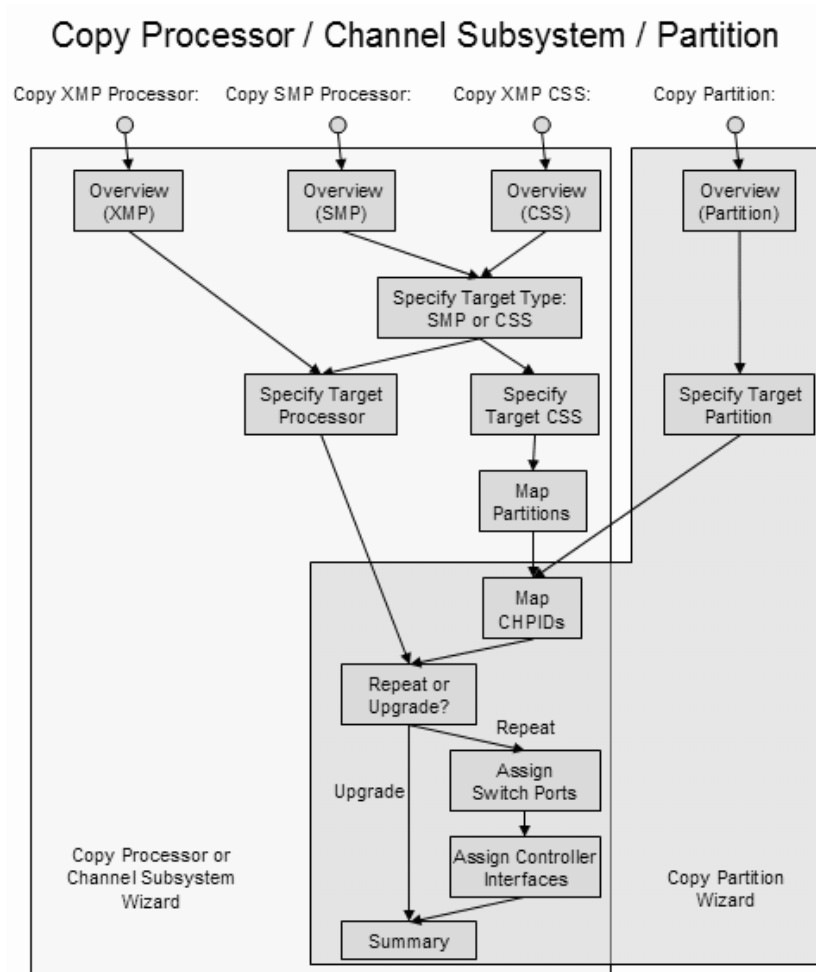 Copy Processor / Channel Subsystem / Partition
Copy XMP Processor:
Copy SMP Processor:
Copy XMP CSS:
Copy Partition:
Overview
(XMP)
Overview
(SMP)
Overview
(CSS)
Overview
(Partition)
Specify Target Type:
SMP or CSS
Specify Target
Processor
Specify
Target CSS
Specify Target
Partition
Map
Partitions
Map
CHPIDs
Repeat or
Upgrade?
Repeat
Assign
Switch Ports
Upgrade
Assign Controller
Interfaces
Copy Processor or
Channel Subsystem
Wizard
Copy Partition
Wizard
Summary